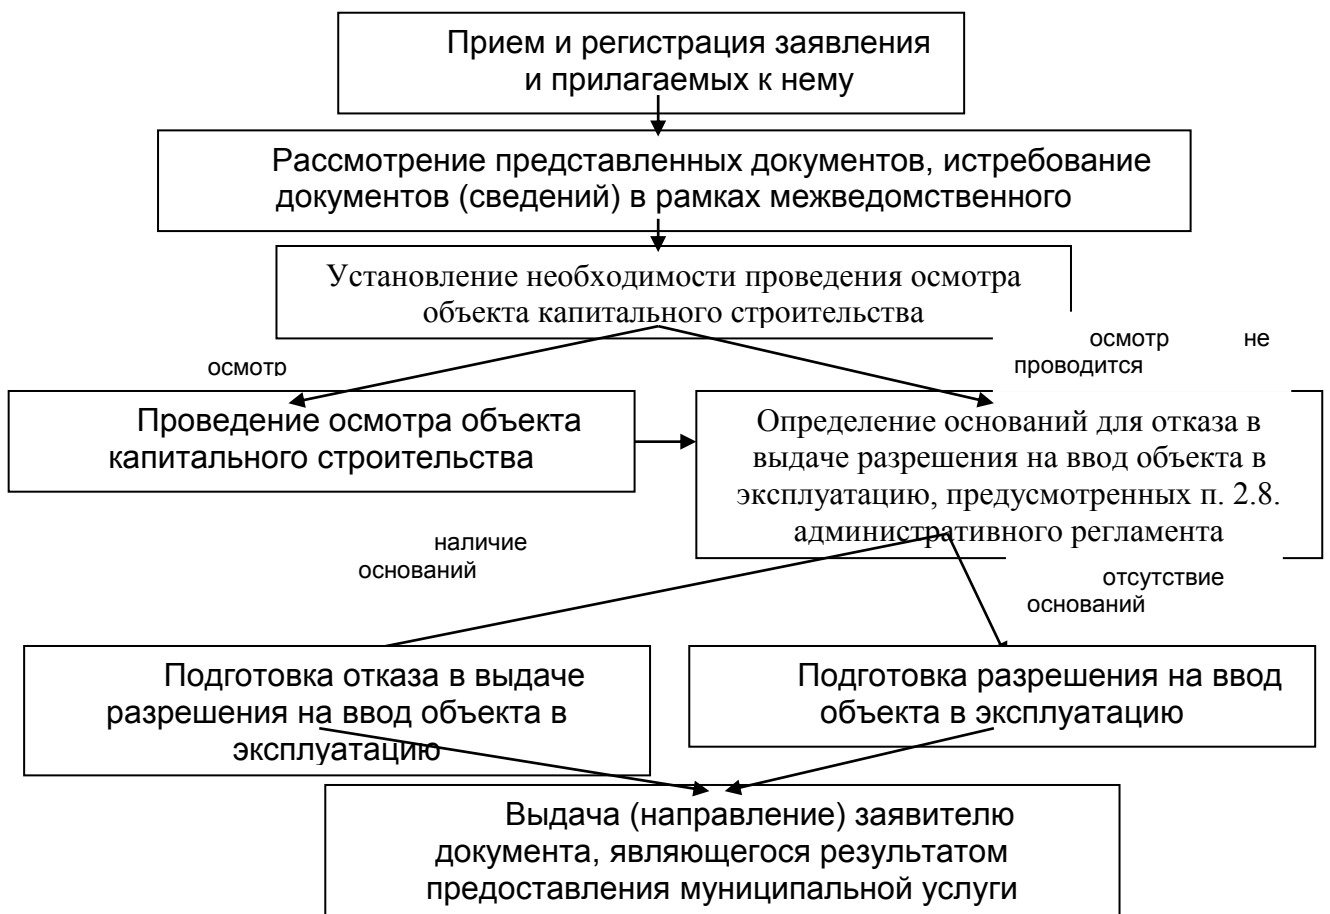 Прием и регистрация заявления
и прилагаемых к нему
Рассмотрение представленных документов, истребование
документов (сведений) в рамках межведомственного
Установление необходимости проведения осмотра
объекта капитального строительства
осмотр не
проводится
осмотр
Проведение осмотра объекта
капитального строительства
Определение оснований для отказа в
выдаче разрешения на ввод объекта в
эксплуатацию, предусмотренных п. 2.8.
административного регламента
наличие
оснований
отсутствие
оснований
Подготовка отказа в выдаче
разрешения на ввод объекта в
эксплуатацию
Подготовка разрешения на ввод
объекта в эксплуатацию
Выдача (направление) заявителю
документа, являющегося результатом
предоставления муниципальной услуги